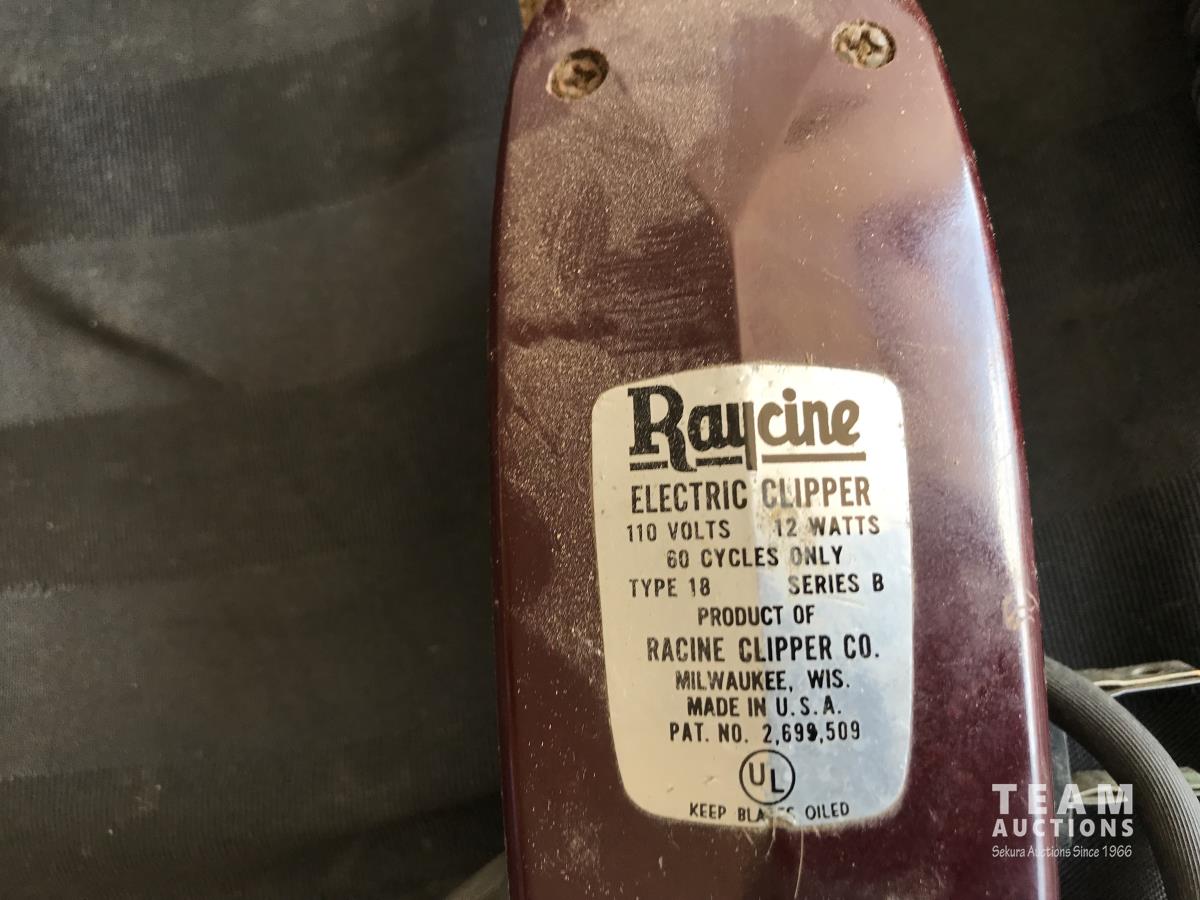 Raycine
ELECTRIC CLIPPER
110 VOLTS 12 WATTS
60 CYCLES ONLY
TYPE 18 SERIES B
PRODUCT OF
RACINE CLIPPER CO.
MILWAUKEE, WIS.
MADE IN U.S.A.
PAT. NO. 2,699,509
UL
KEEP BLADES OILED
TEAM
AUCTIONS
Sekura Auctions Since 1966